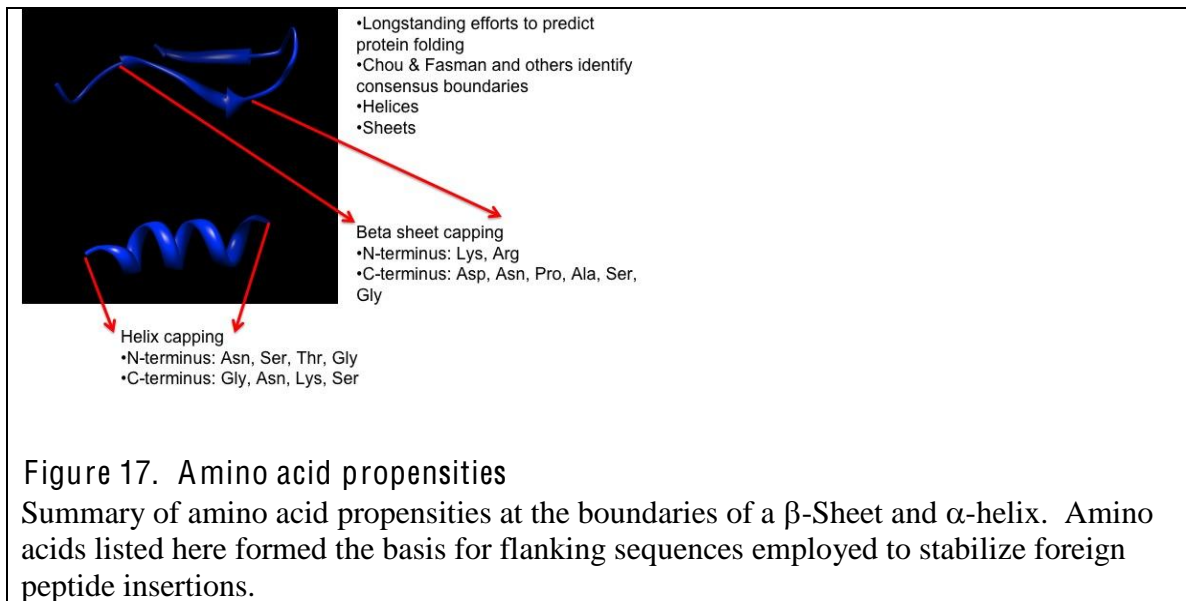 •Longstanding efforts to predict
protein folding
•Chou & Fasman and others identify
consensus boundaries
•Helices
•Sheets
Beta sheet capping
•N-terminus: Lys, Arg
•C-terminus: Asp, Asn, Pro, Ala, Ser,
Gly
Helix capping
•N-terminus: Asn, Ser, Thr, Gly
•C-terminus: Gly, Asn, Lys, Ser
Figure 17. Amino acid propensities
Summary of amino acid propensities at the boundaries of a β-Sheet and α-helix. Amino
acids listed here formed the basis for flanking sequences employed to stabilize foreign
peptide insertions.